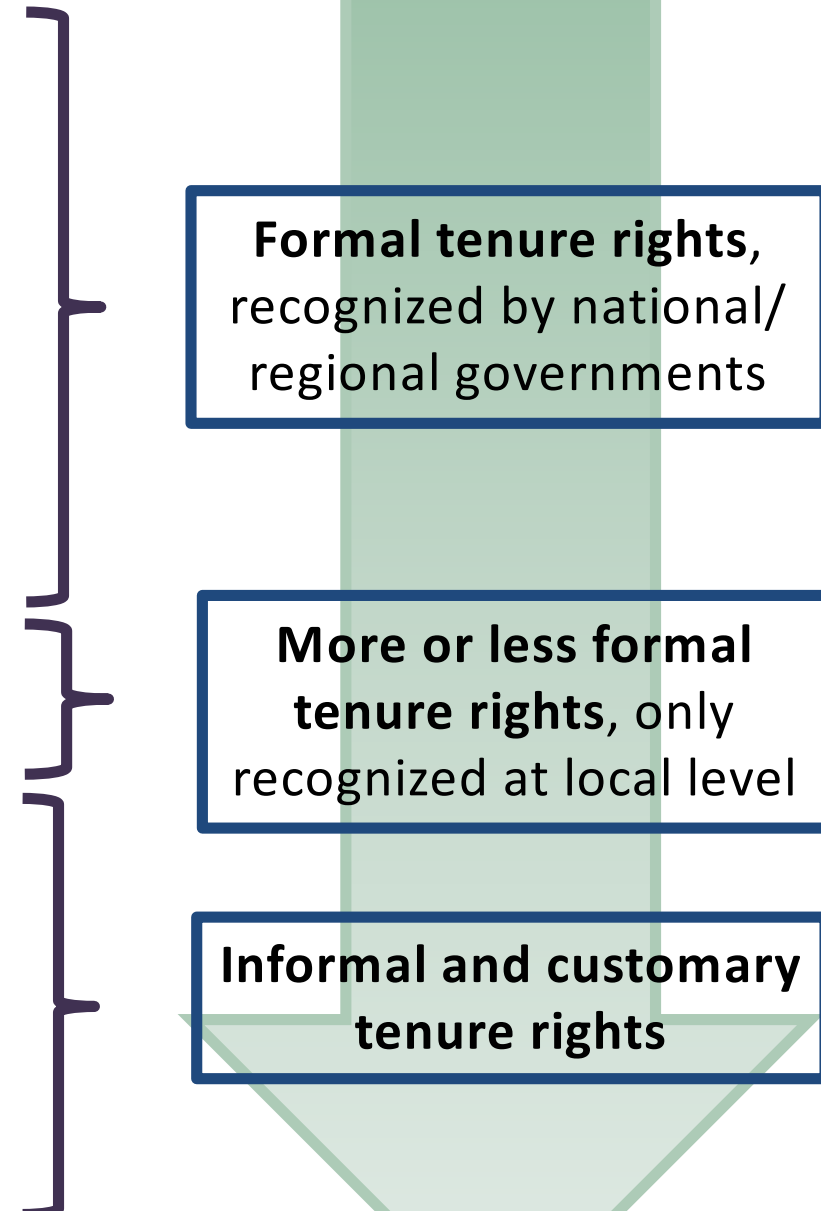 Formal tenure rights,
recognized by national/
regional governments
More or less formal
tenure rights, only
recognized at local level
Informal and customary
tenure rights